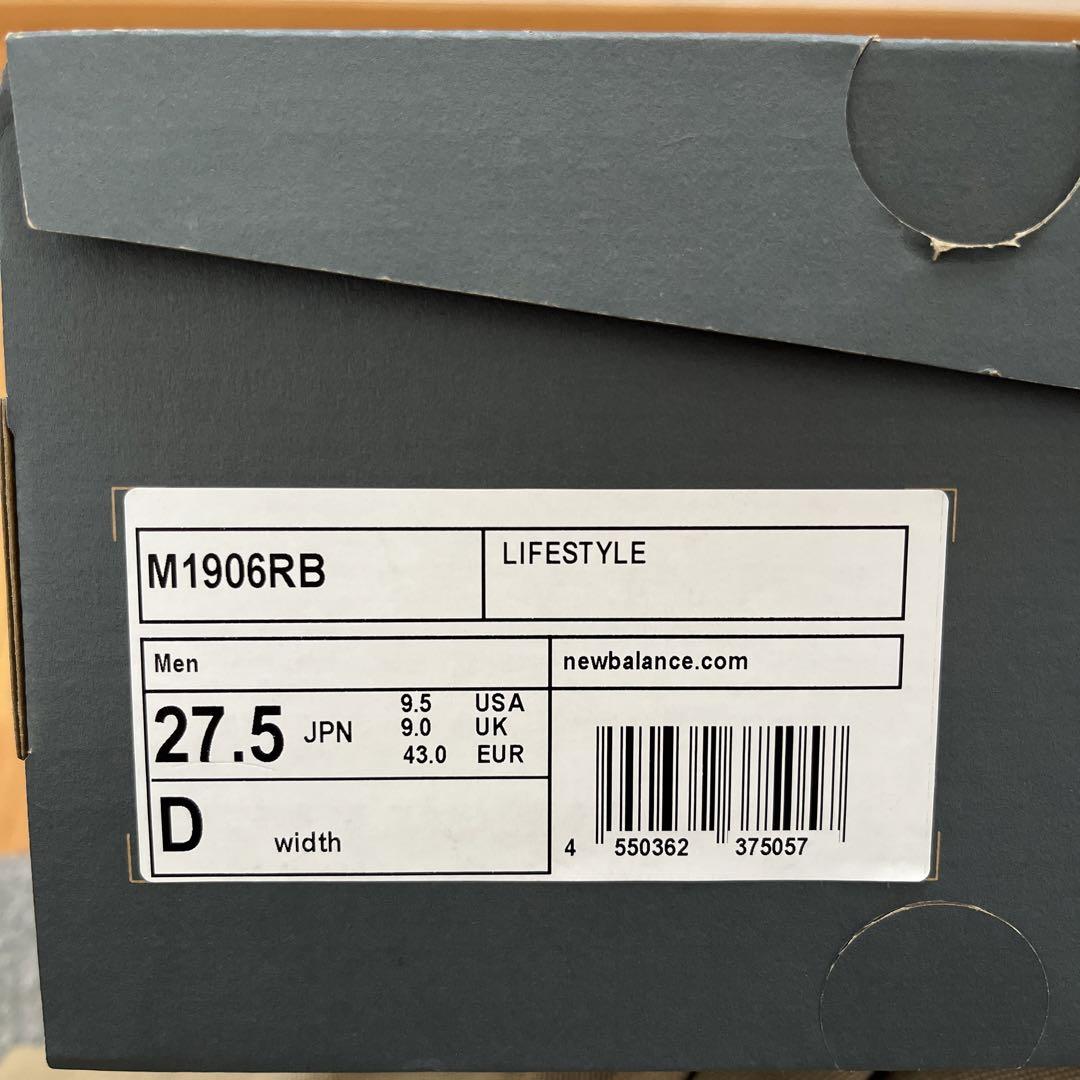 M1906RB
LIFESTYLE
Men
newbalance.com
27.5 JPN
9.5 USA
9.0 UK
43.0 EUR
D width
4 550362 375057